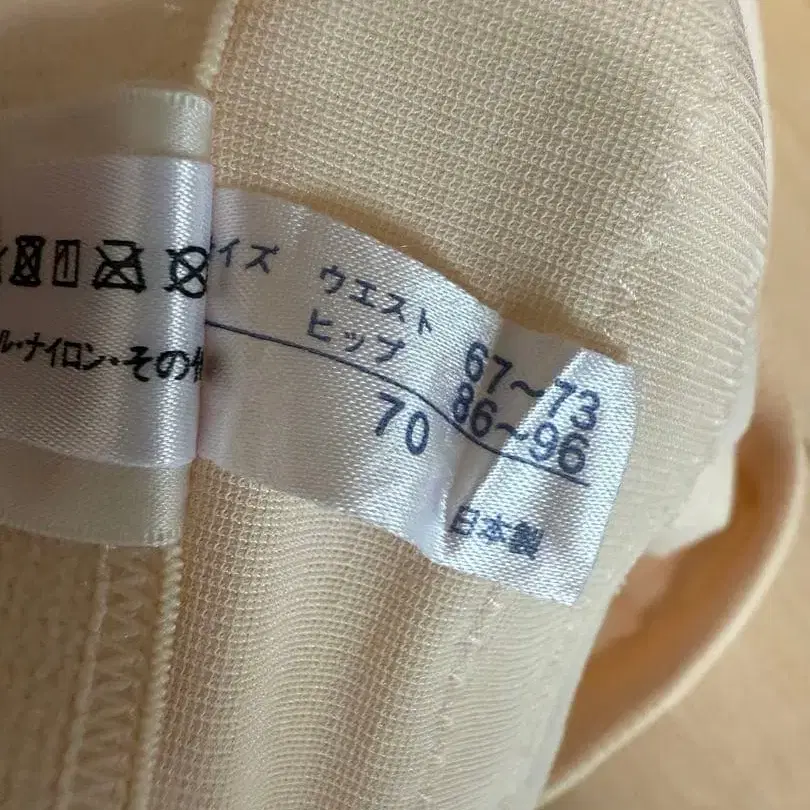 イズ
ウエスト 67~73
ヒップ 86~96
70
日本製
ル・ナイロン・その他